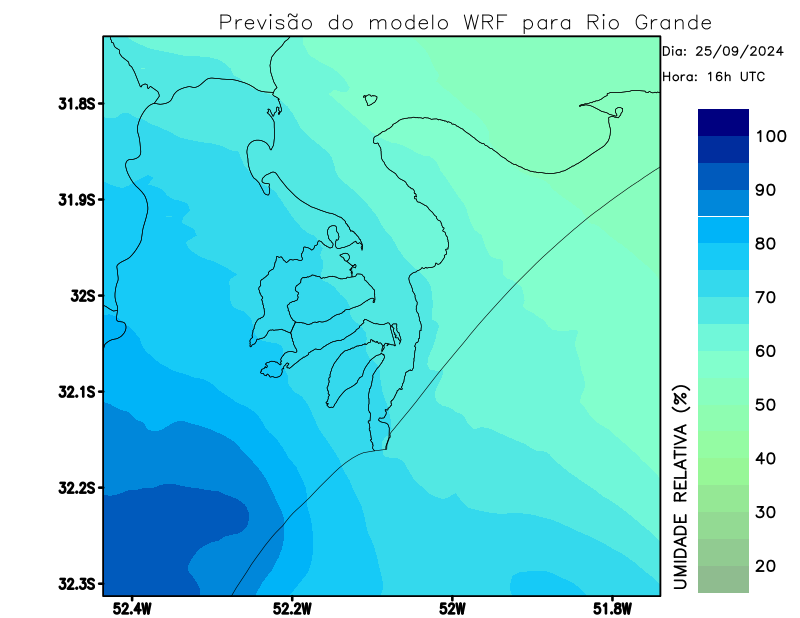 Previsão do modelo WRF para Rio Grande
Dia: 25/09/2024
Hora: 16h UTC
31.8S
31.9S
32S
32.1S
32.2S
32.3S
52.4W 52.2W 52W 51.8W
100
90
80
70
60
50
40
30
20
UMIDADE RELATIVA (%)